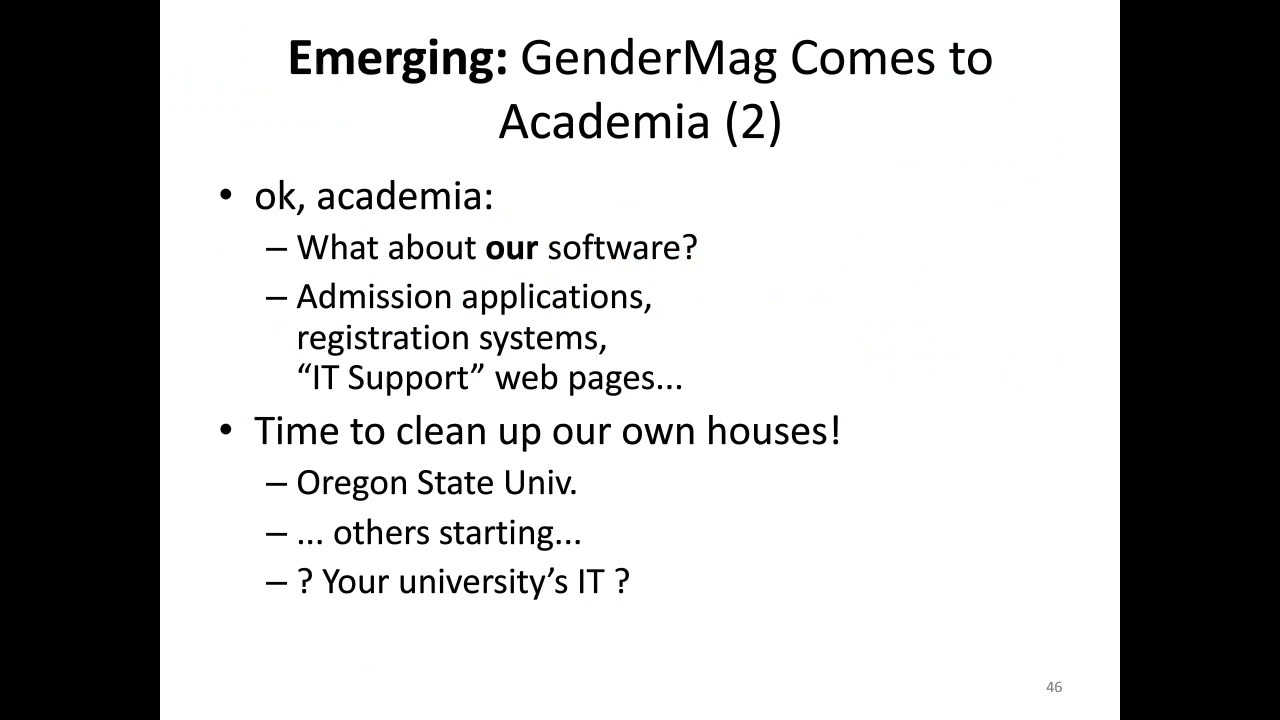 Emerging: GenderMag Comes to
Academia (2)
• ok, academia:
– What about our software?
– Admission applications,
registration systems,
“IT Support” web pages...
• Time to clean up our own houses!
– Oregon State Univ.
– ... others starting...
– ? Your university’s IT ?
46